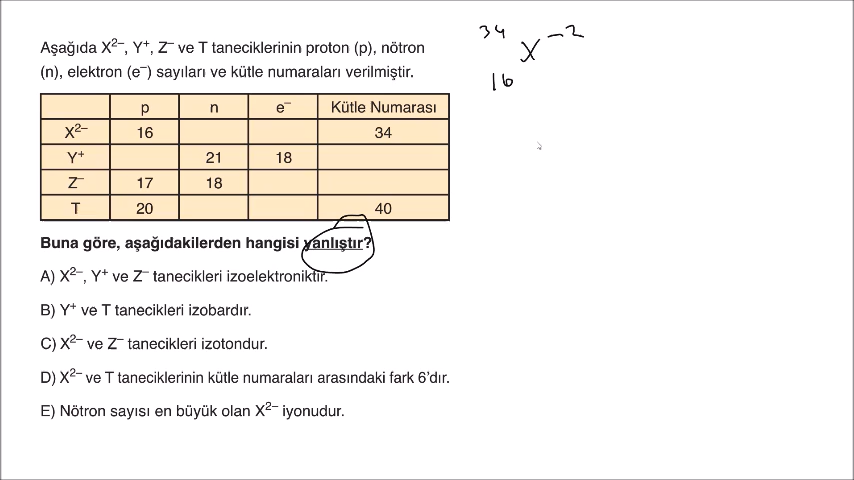 Aşağıda X²⁻, Y⁺, Z⁻ ve T taneciklerinin proton (p), nötron
(n), elektron (e⁻) sayıları ve kütle numaraları verilmiştir.
p n e⁻ Kütle Numarası
X²⁻ 16 34
Y⁺ 21 18
Z⁻ 17 18
T 20 40
Buna göre, aşağıdakilerden hangisi yanlıştır?
A) X²⁻, Y⁺ ve Z⁻ tanecikleri izoelektroniktir.
B) Y⁺ ve T tanecikleri izobardır.
C) X²⁻ ve Z⁻ tanecikleri izotondur.
D) X²⁻ ve T taneciklerinin kütle numaraları arasındaki fark 6'dır.
E) Nötron sayısı en büyük olan X²⁻ iyonudur.
34 -2
X
16